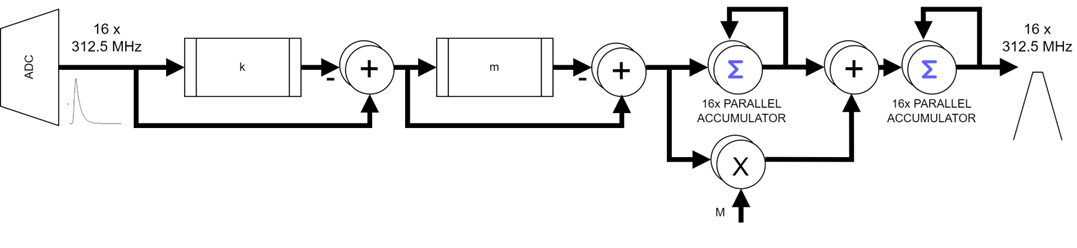 ADC
16 x
312.5 MHz
k
-
+
m
-
+
Σ
16x PARALLEL
ACCUMULATOR
X
M
+
Σ
16x PARALLEL
ACCUMULATOR
16 x
312.5 MHz